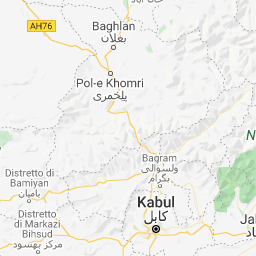 AH76
Baghlan
بغلان
Pol-e Khomri
پلخمری
Bagram
ولسوالی
بگرام
Distretto di
Bamiyan
بامیان
Kabul
کابل
Distretto di
Markazi
Bihsud
مرکز بهسود